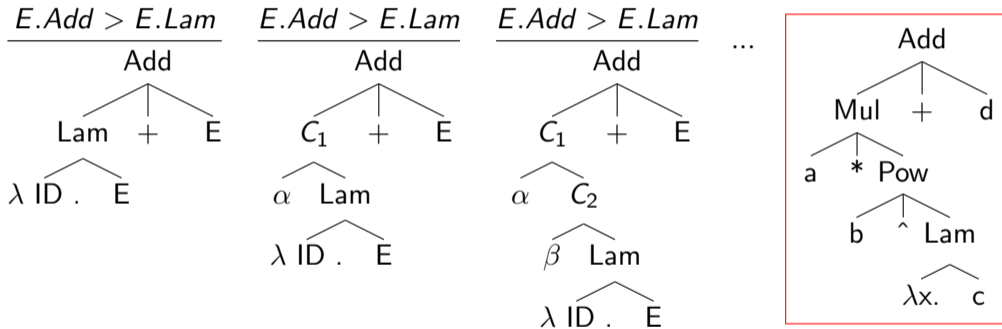 E.Add > E.Lam E.Add > E.Lam E.Add > E.Lam ...
Add Add Add Add
Lam + E C₁ + E C₁ + E Mul + d
λ ID . E α Lam α C₂ a * Pow
λ ID . E β Lam b ^ Lam
λ ID . E λx. c